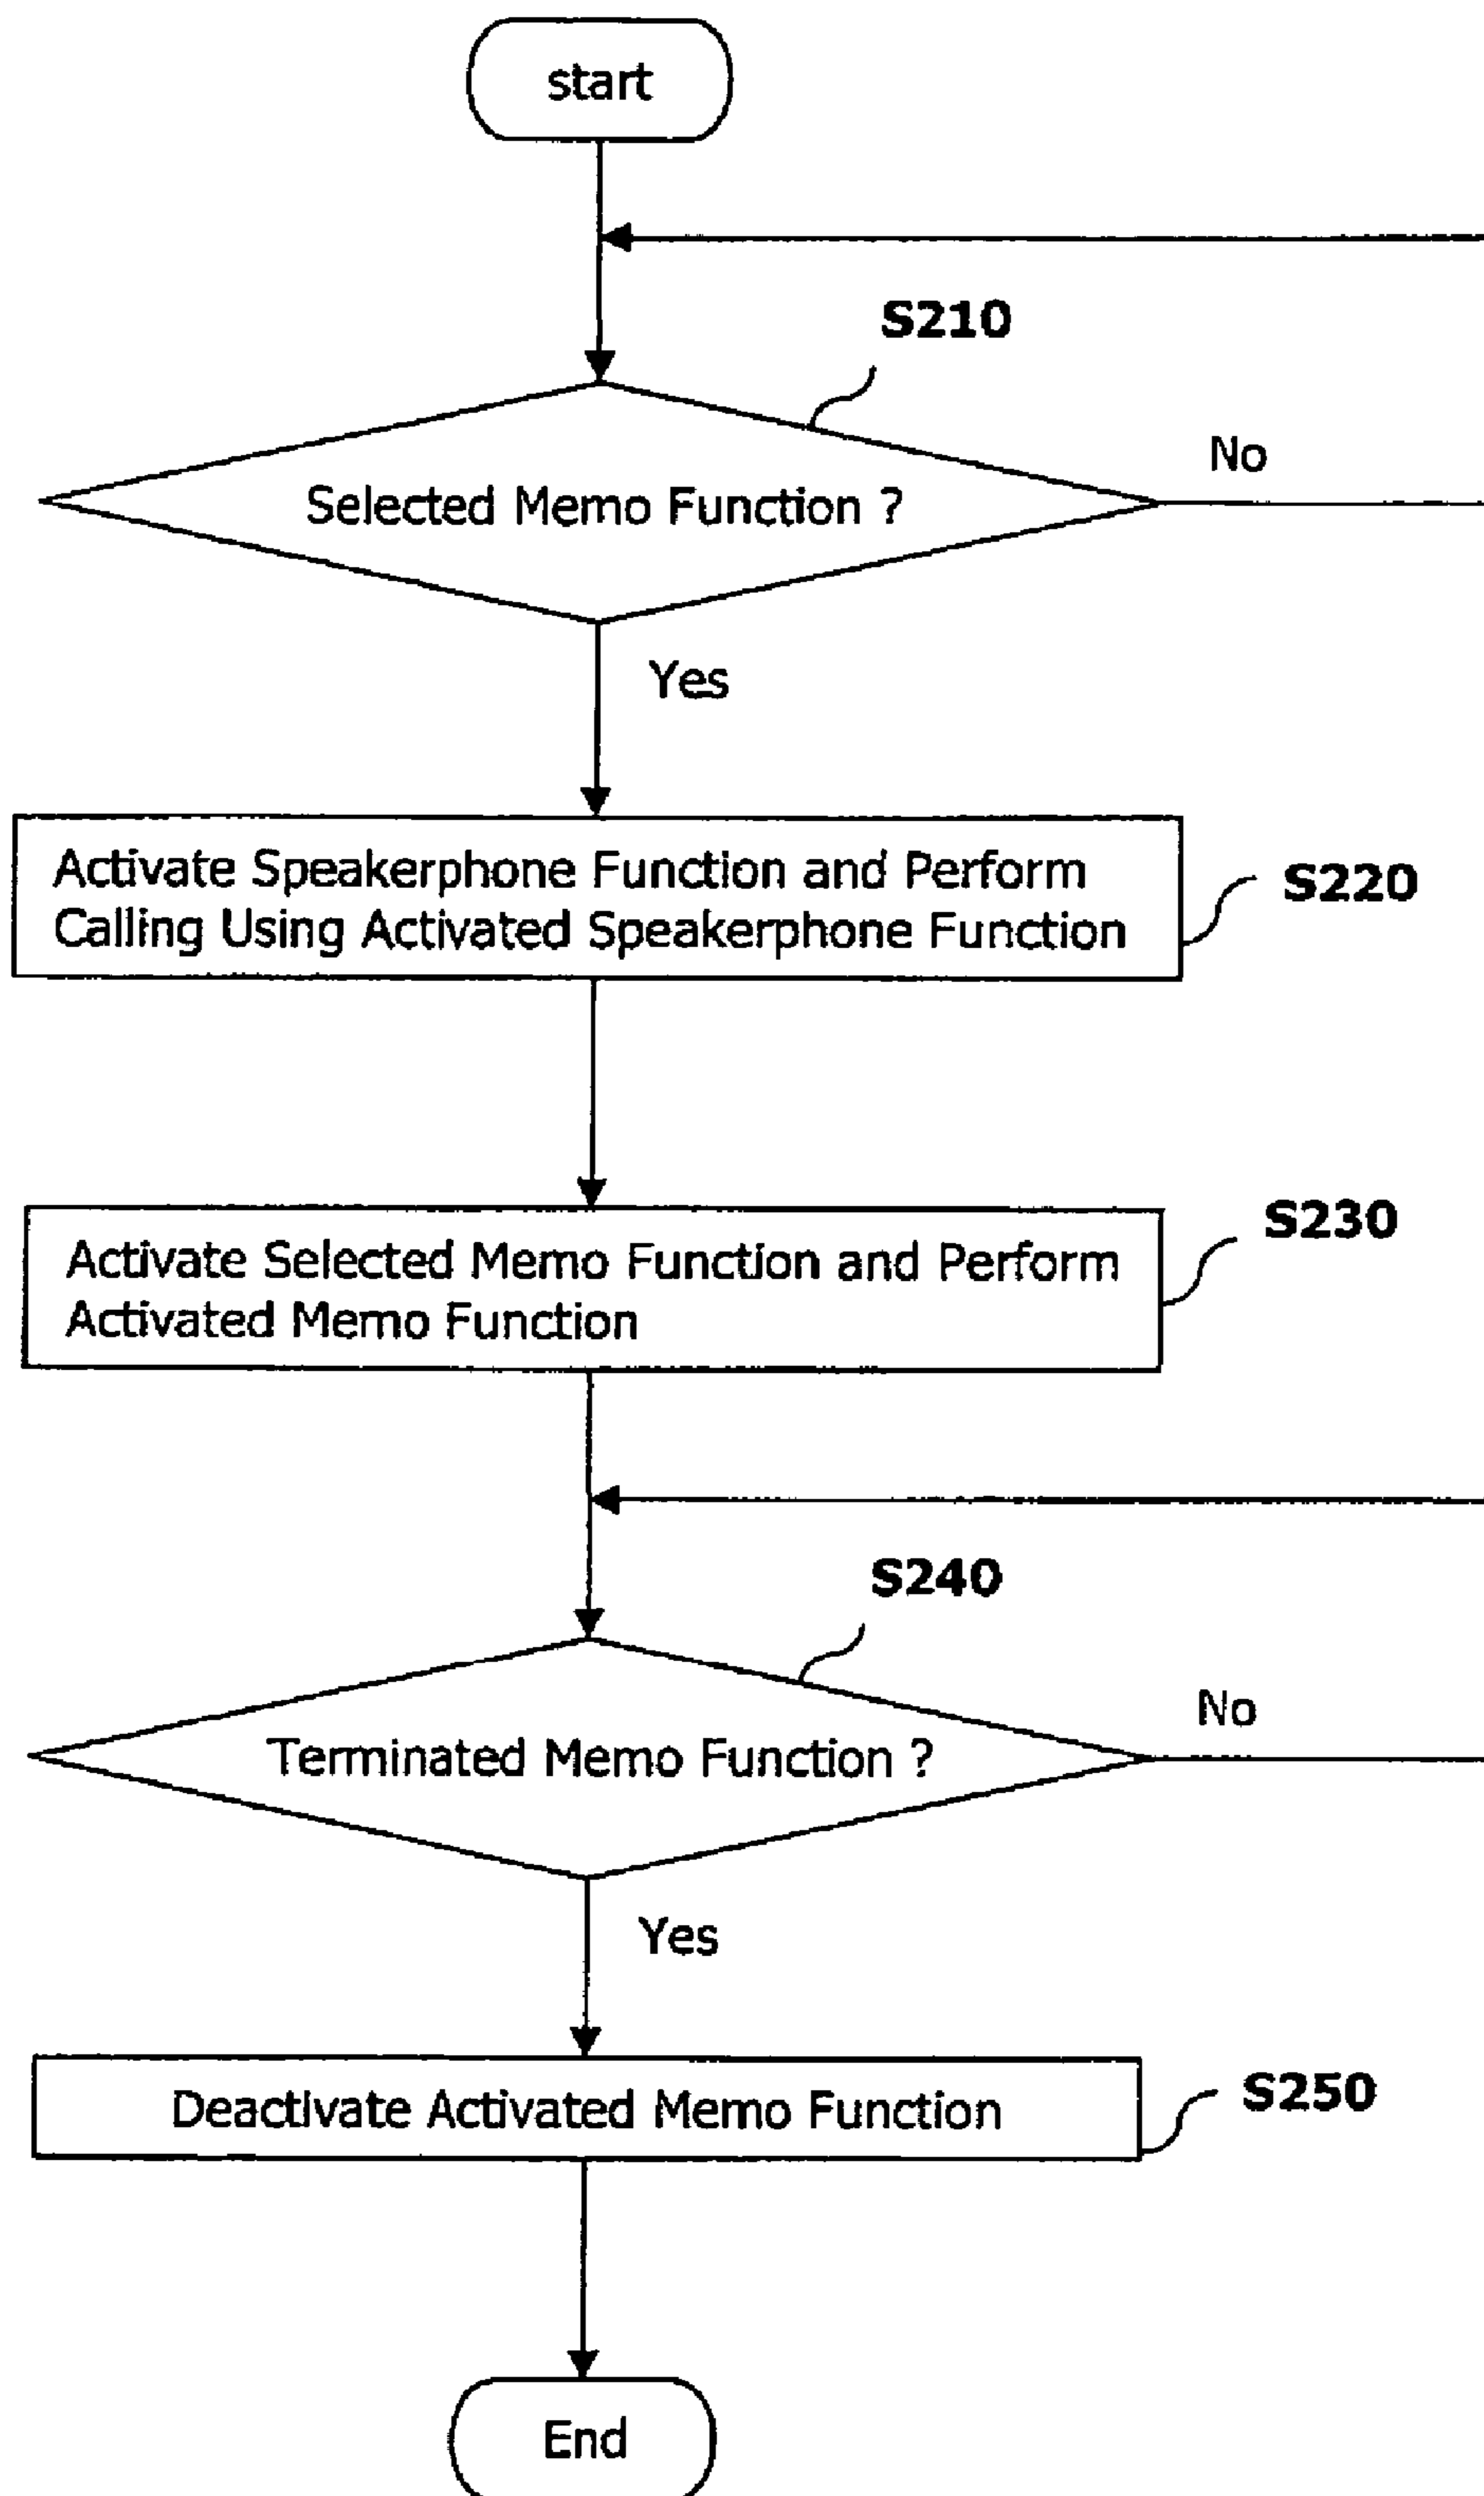 start
S210
No
Selected Memo Function ?
Yes
Activate Speakerphone Function and Perform
Calling Using Activated Speakerphone Function
S220
S230
Activate Selected Memo Function and Perform
Activated Memo Function
S240
No
Terminated Memo Function ?
Yes
Deactivate Activated Memo Function
S250
End